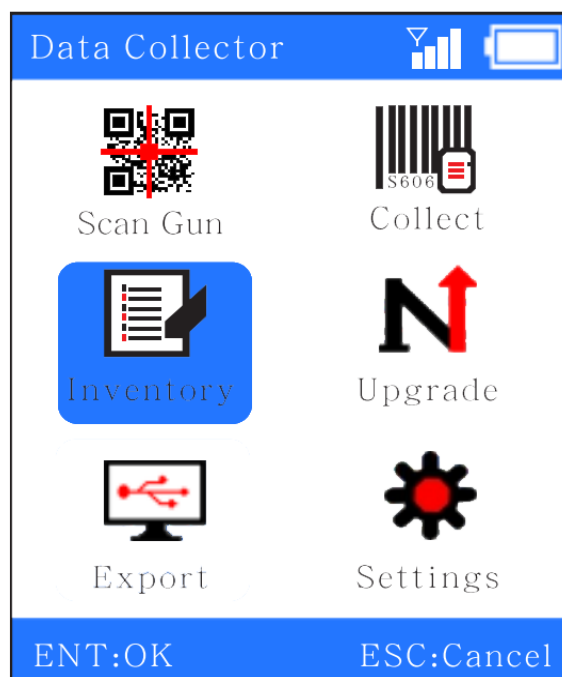 Data Collector
S606
Scan Gun
Collect
Inventory
Upgrade
Export
Settings
ENT:OK
ESC:Cancel